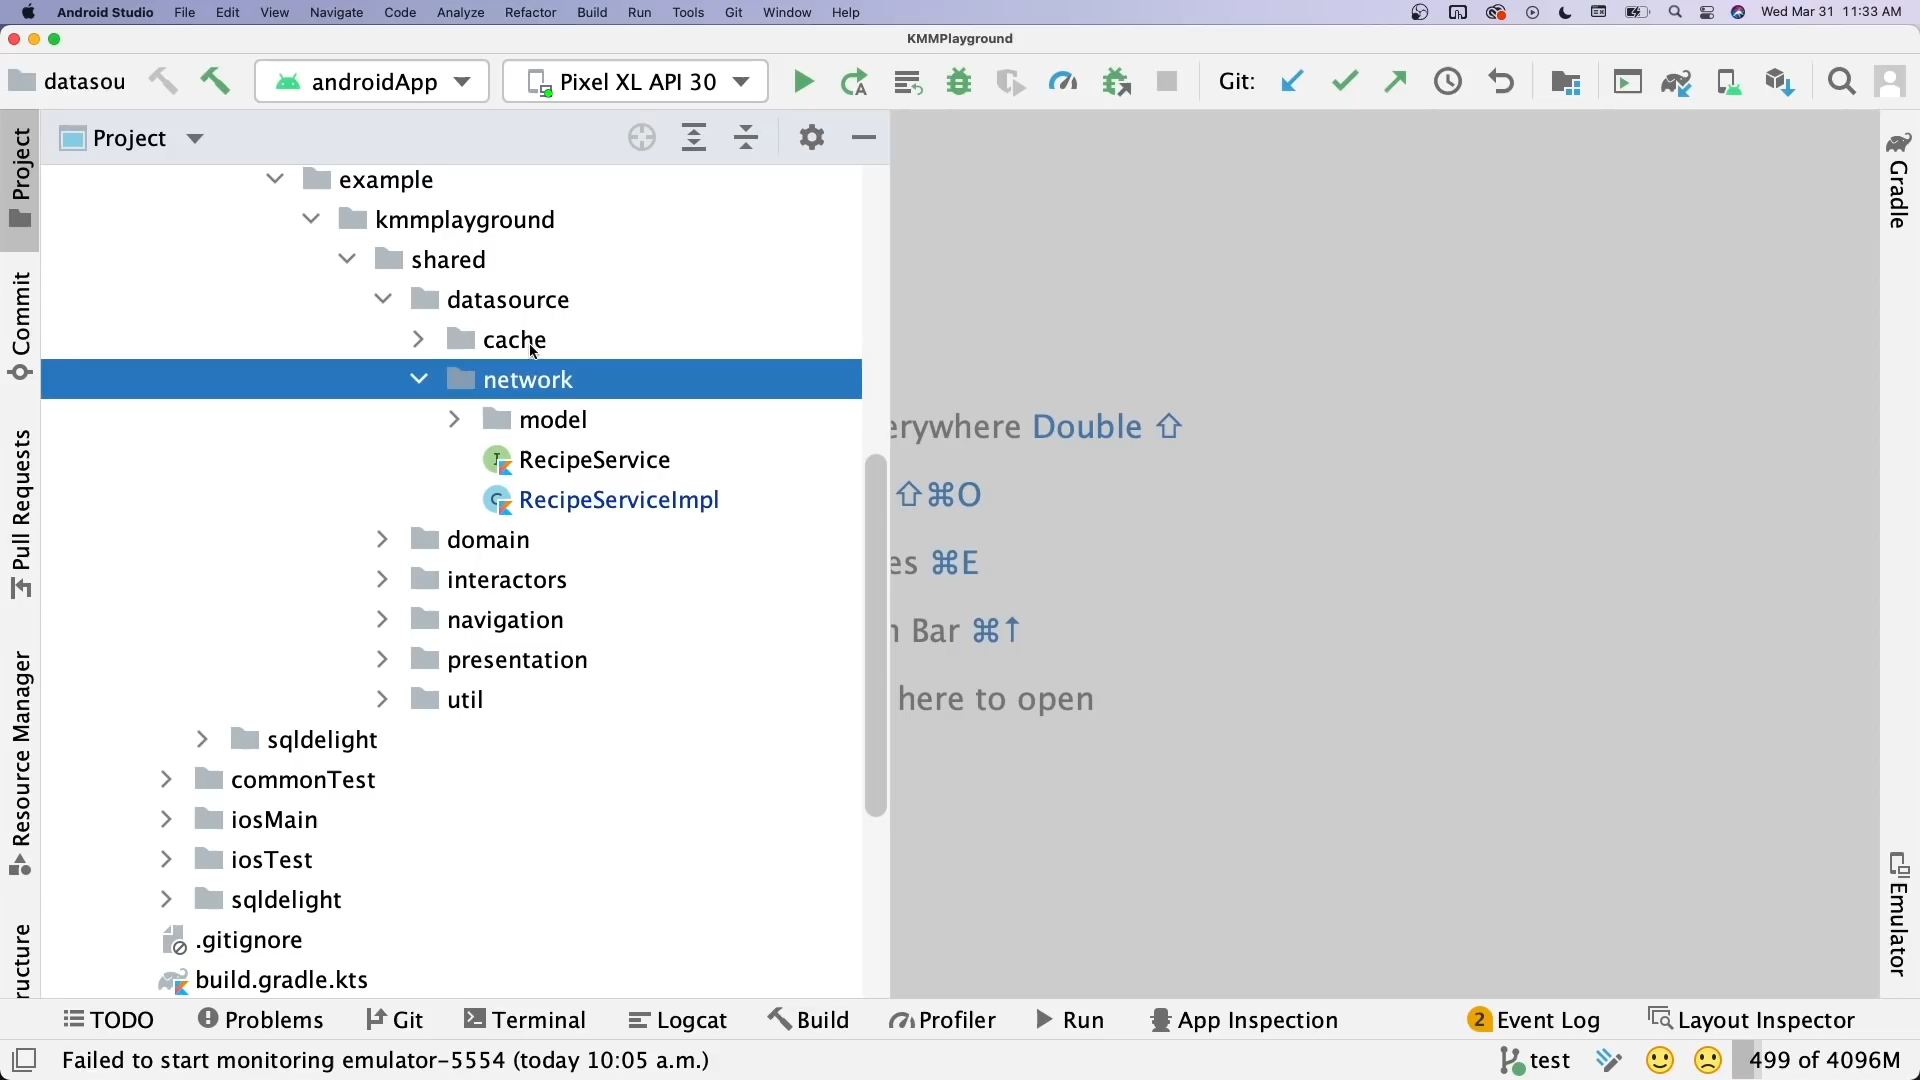 Android Studio File Edit View Navigate Code Analyze Refactor Build Run Tools Git Window Help Wed Mar 31 11:33 AM
KMMPlayground
datasou androidApp Pixel XL API 30 Git:
Project
Project
Commit
Pull Requests
Resource Manager
ructure
example
kmmplayground
shared
datasource
cache
network
model
RecipeService
RecipeServiceImpl
domain
interactors
navigation
presentation
util
sqldelight
commonTest
iosMain
iosTest
sqldelight
.gitignore
build.gradle.kts
erywhere Double ⇧
⇧⌘O
es ⌘E
n Bar ⌘↑
here to open
Gradle
Emulator
TODO Problems Git Terminal Logcat Build Profiler Run App Inspection 2 Event Log Layout Inspector
Failed to start monitoring emulator-5554 (today 10:05 a.m.) test 499 of 4096M